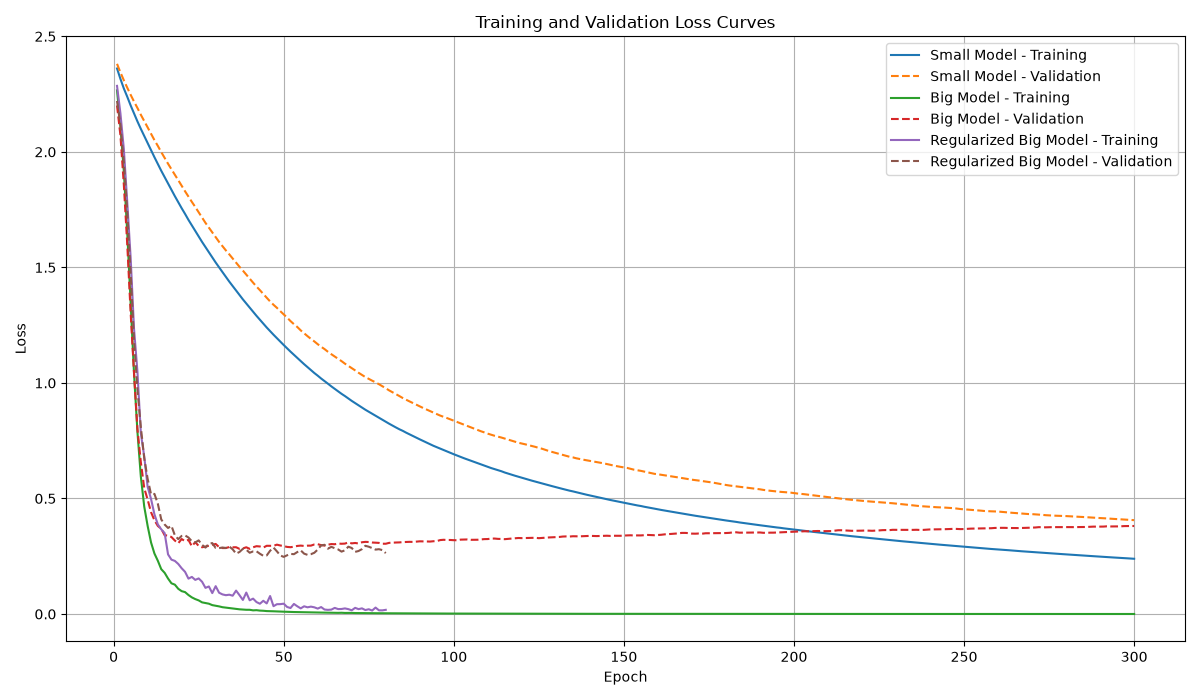 Training and Validation Loss Curves
Small Model - Training
Small Model - Validation
Big Model - Training
Big Model - Validation
Regularized Big Model - Training
Regularized Big Model - Validation
2.5
2.0
1.5
1.0
0.5
0.0
Loss
0 50 100 150 200 250 300
Epoch